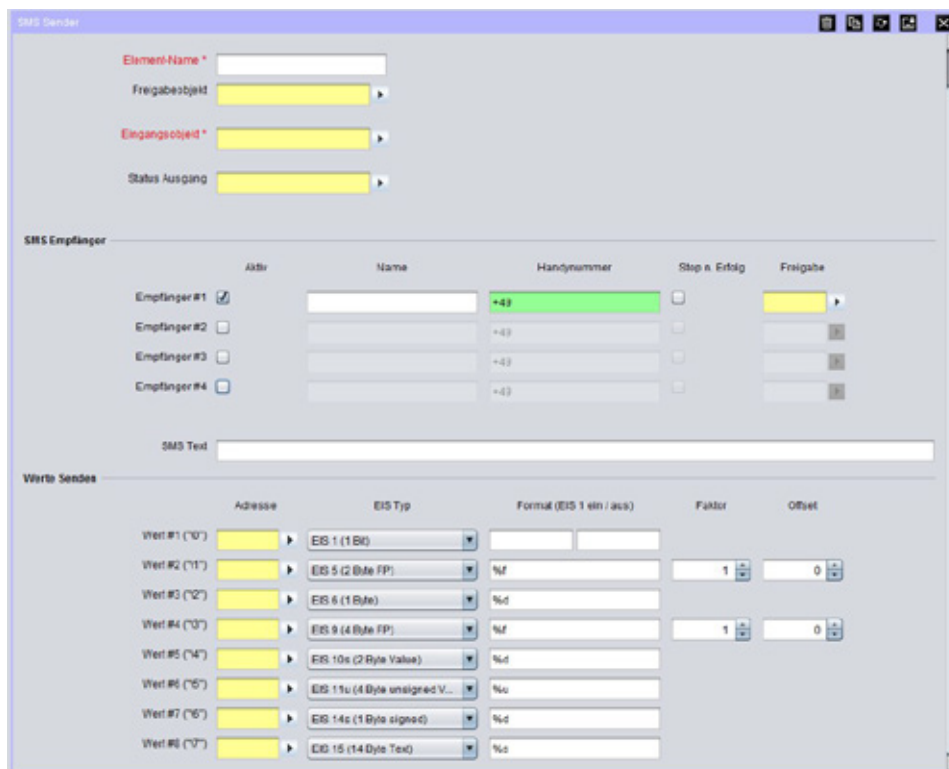 SMS Sender
Element-Name *
Freigabeobjekt
Eingangsobjekt *
Status Ausgang
SMS Empfänger
Aktiv Name Handynummer Stop n. Erfolg Freigabe
Empfänger #1 +49
Empfänger #2 +49
Empfänger #3 +49
Empfänger #4 +49
SMS Text
Werte Senden
Adresse EIS Typ Format (EIS 1 ein / aus) Faktor Offset
Wert #1 ("\0") EIS 1 (1 Bit)
Wert #2 ("\1") EIS 5 (2 Byte FP) %f 1 0
Wert #3 ("\2") EIS 6 (1 Byte) %d
Wert #4 ("\3") EIS 9 (4 Byte FP) %f 1 0
Wert #5 ("\4") EIS 10s (2 Byte Value) %d
Wert #6 ("\5") EIS 11u (4 Byte unsigned V... %u
Wert #7 ("\6") EIS 14s (1 Byte signed) %d
Wert #8 ("\7") EIS 15 (14 Byte Text) %s